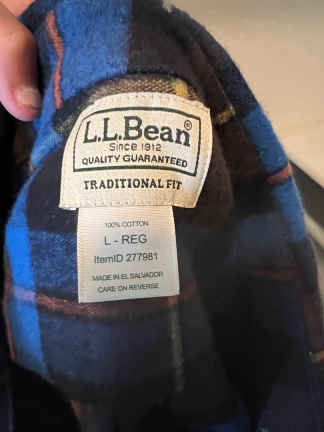 L.L.Bean®
Since 1912
QUALITY GUARANTEED
TRADITIONAL FIT
100% COTTON
L - REG
ItemID 277981
MADE IN EL SALVADOR
CARE ON REVERSE